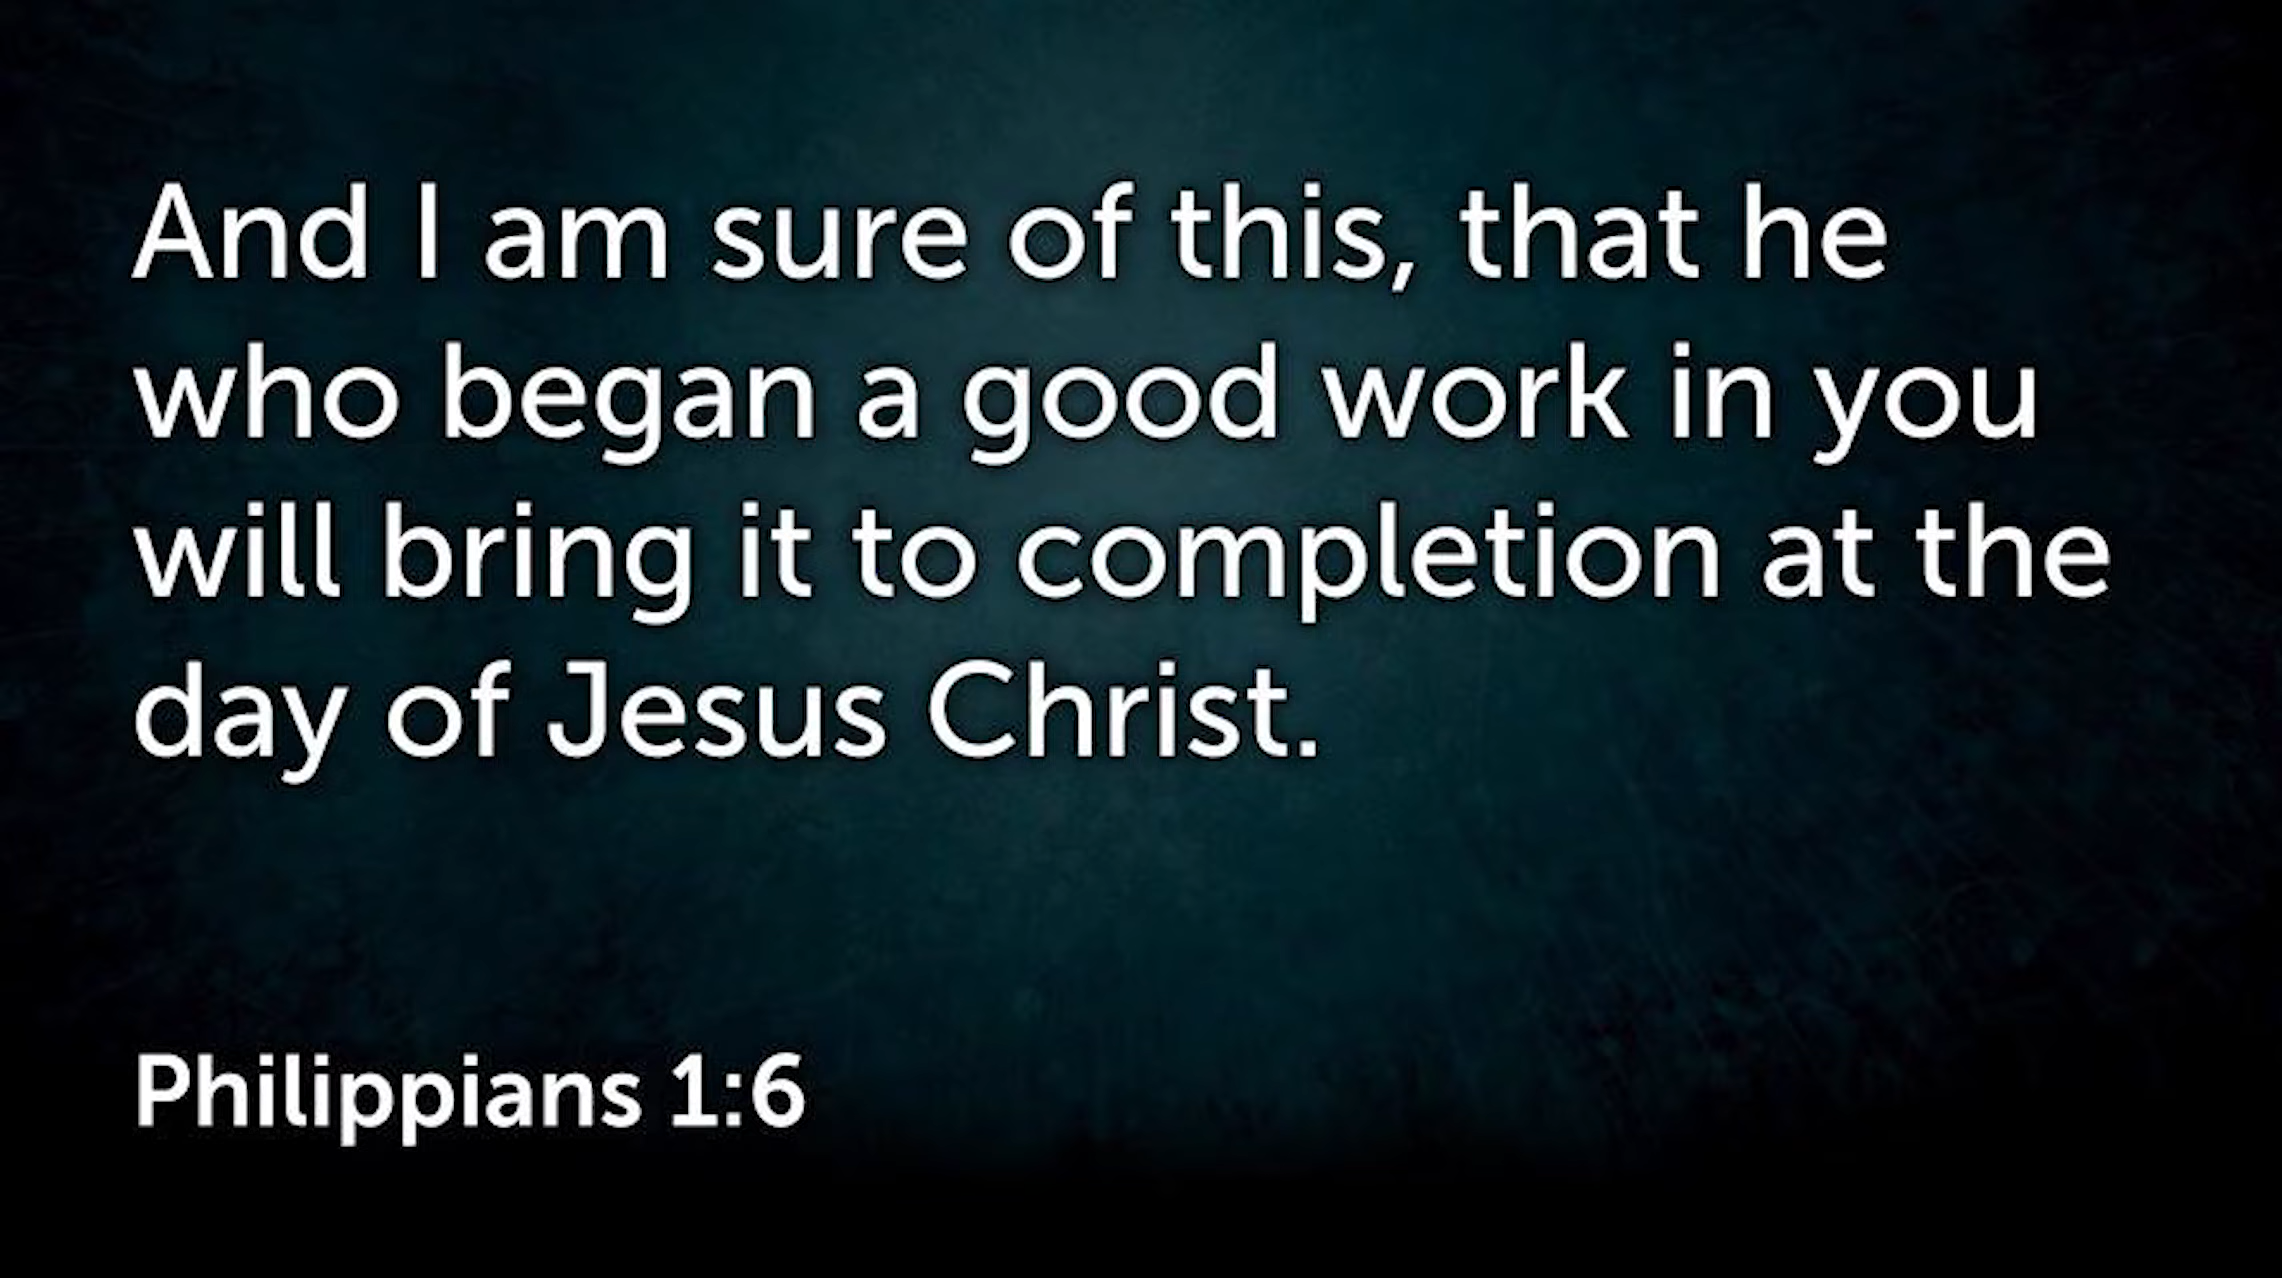 And I am sure of this, that he
who began a good work in you
will bring it to completion at the
day of Jesus Christ.
Philippians 1:6